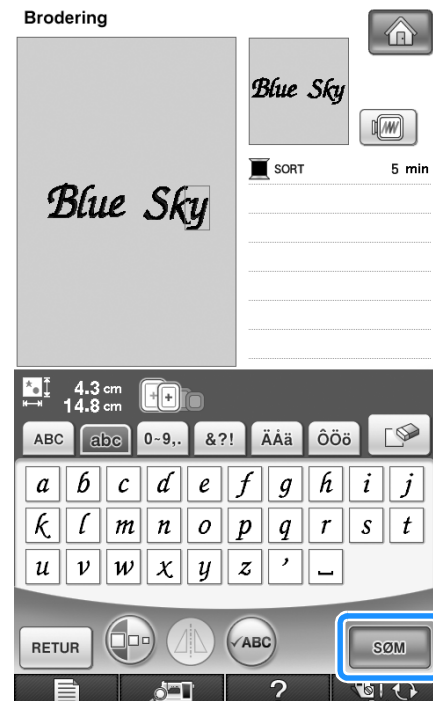 Brodering
Blue Sky
SORT 5 min
Blue Sky
4.3 cm
14.8 cm
ABC abc 0~9,. &?! ÄÅä ÔÖö
a b c d e f g h i j
k l m n o p q r s t
u v w x y z ’ ⎵
RETUR ✓ABC SØM
?